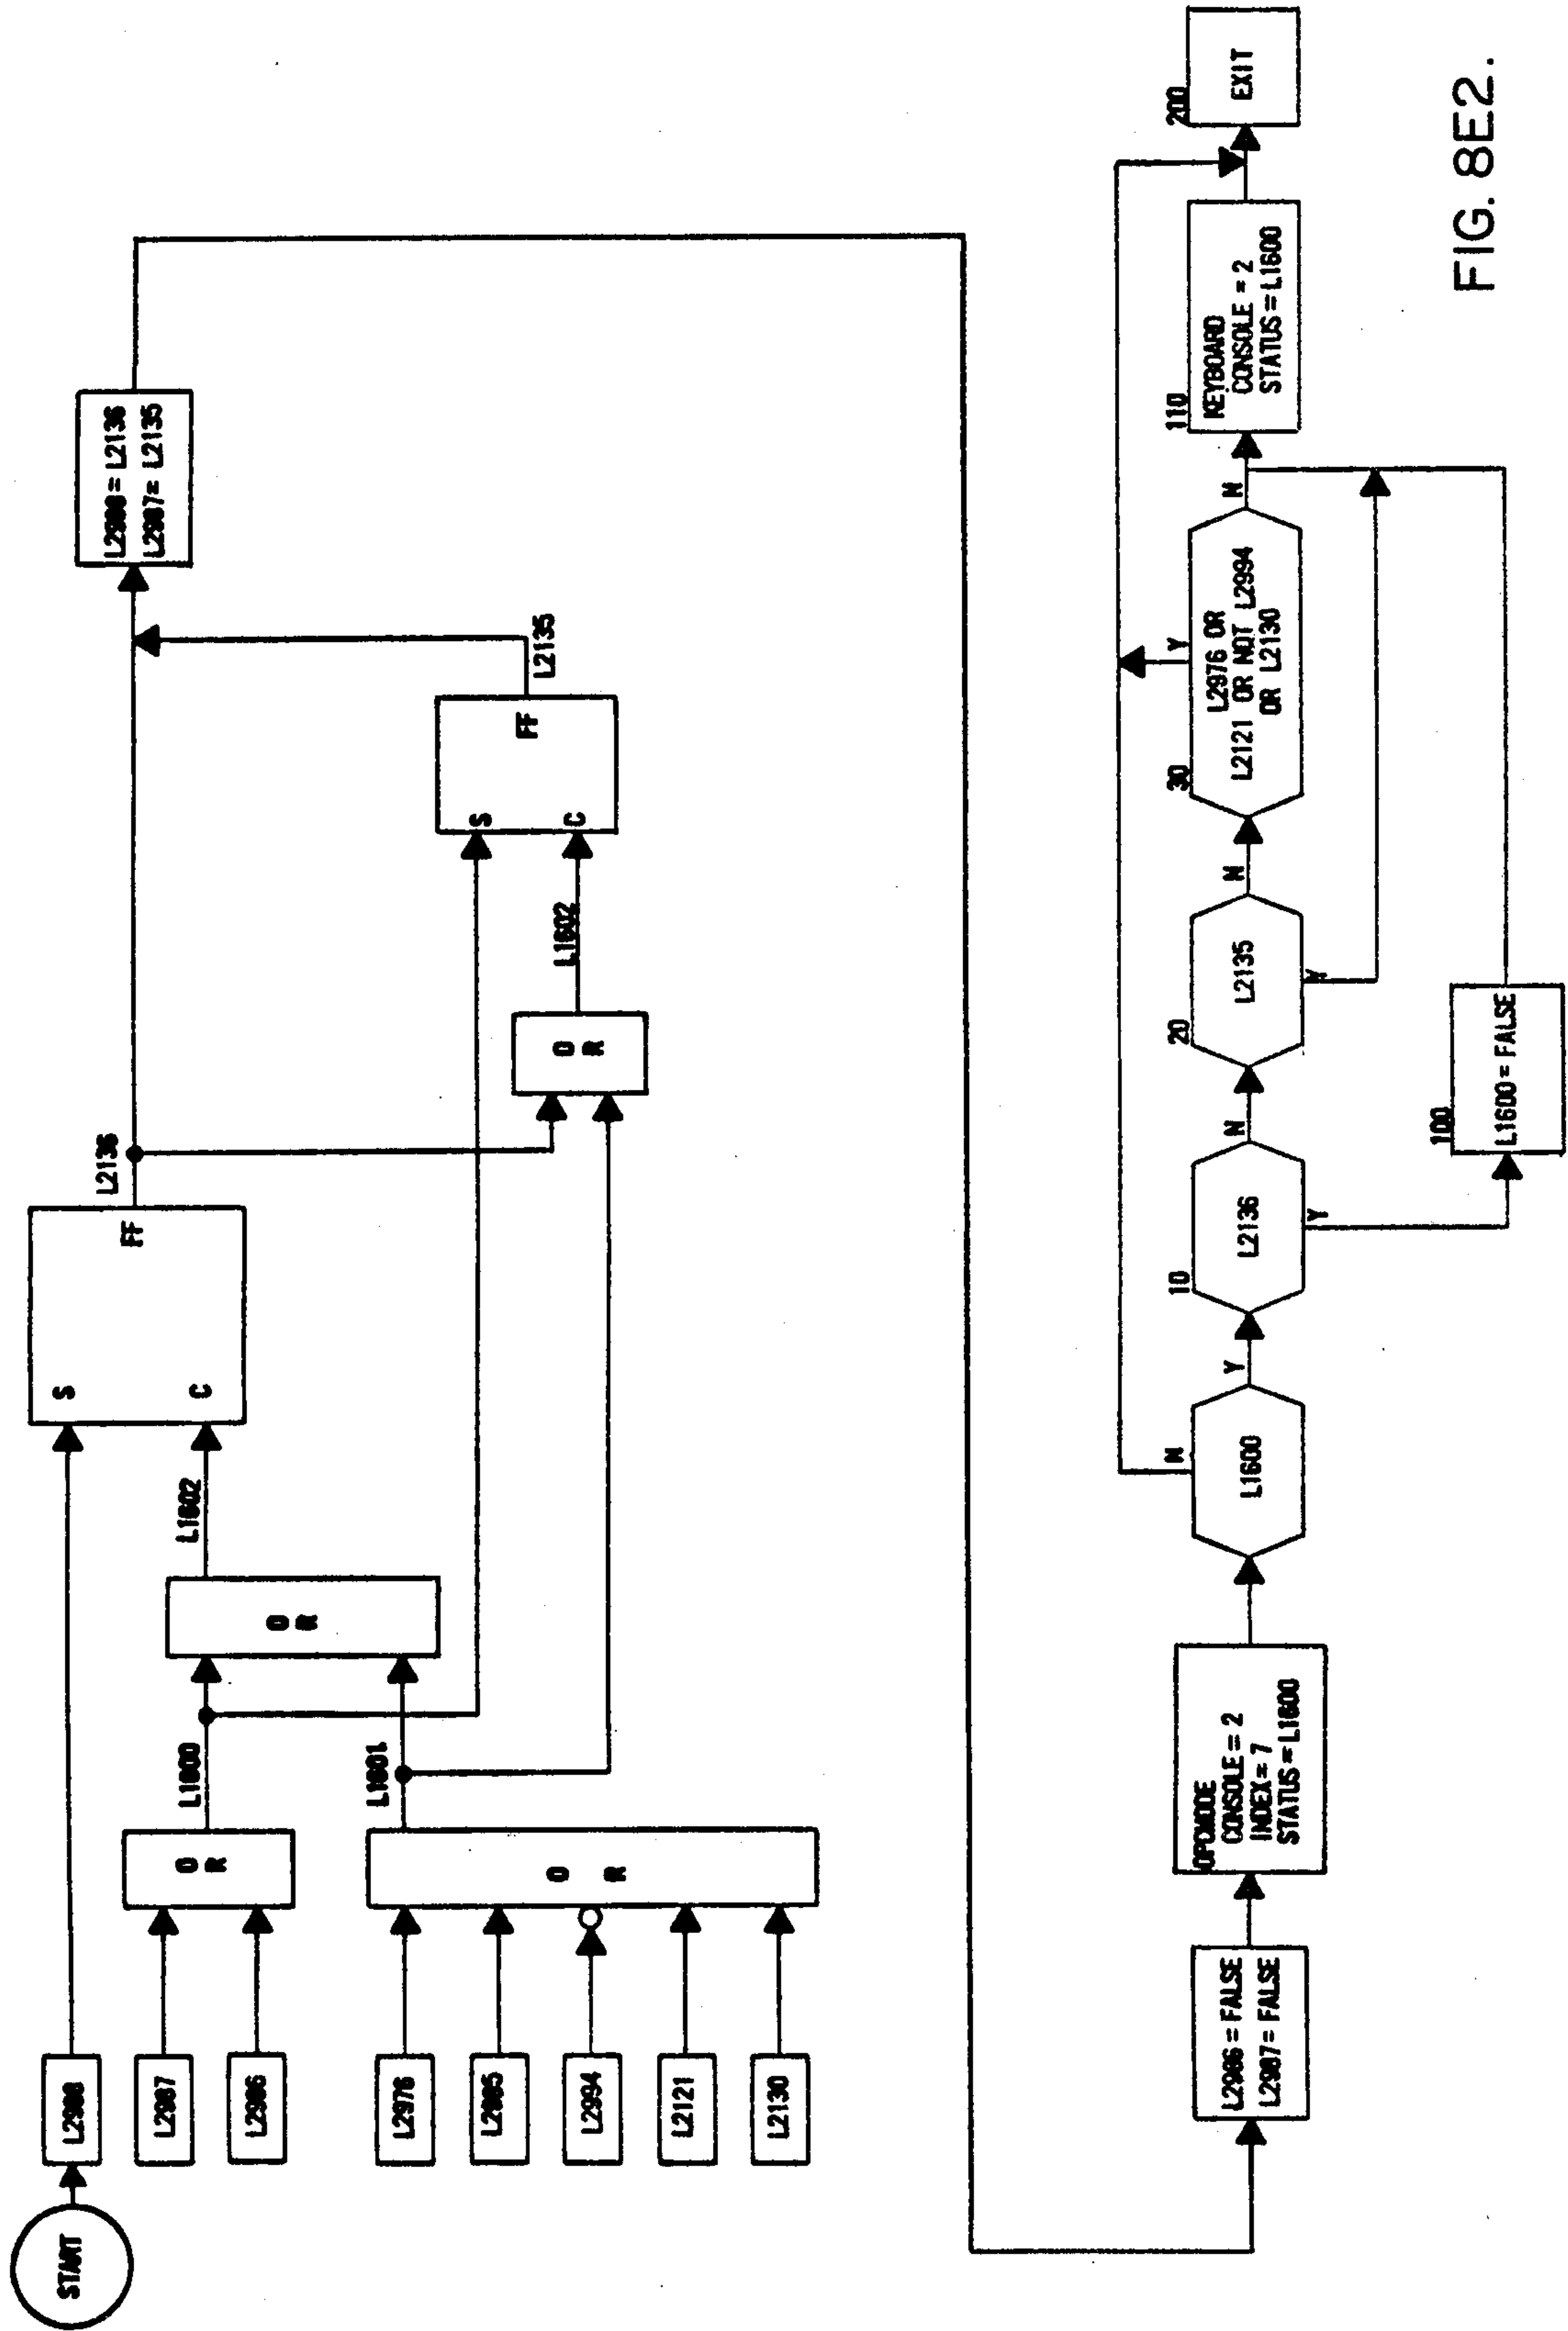 START
L2988
L2987
L2986
L2976
L2985
L2994
L2121
L2130
OR
L1600
OR
L1601
OR
L1602
S
C
FF
L2136
OR
L1602
S
C
FF
L2135
L2988 = L2136
L2987 = L2135
L2986 = FALSE
L2987 = FALSE
OPCMODE
CONSOLE = 2
INDEX = 7
STATUS = L1600
L1600
N
Y
10
L2136
N
Y
20
L2135
N
Y
30
L2976 OR
L2121 OR NOT L2994
OR L2130
Y
N
100
L1600 = FALSE
110
KEYBOARD
CONSOLE = 2
STATUS = L1600
200
EXIT
FIG. 8E2.